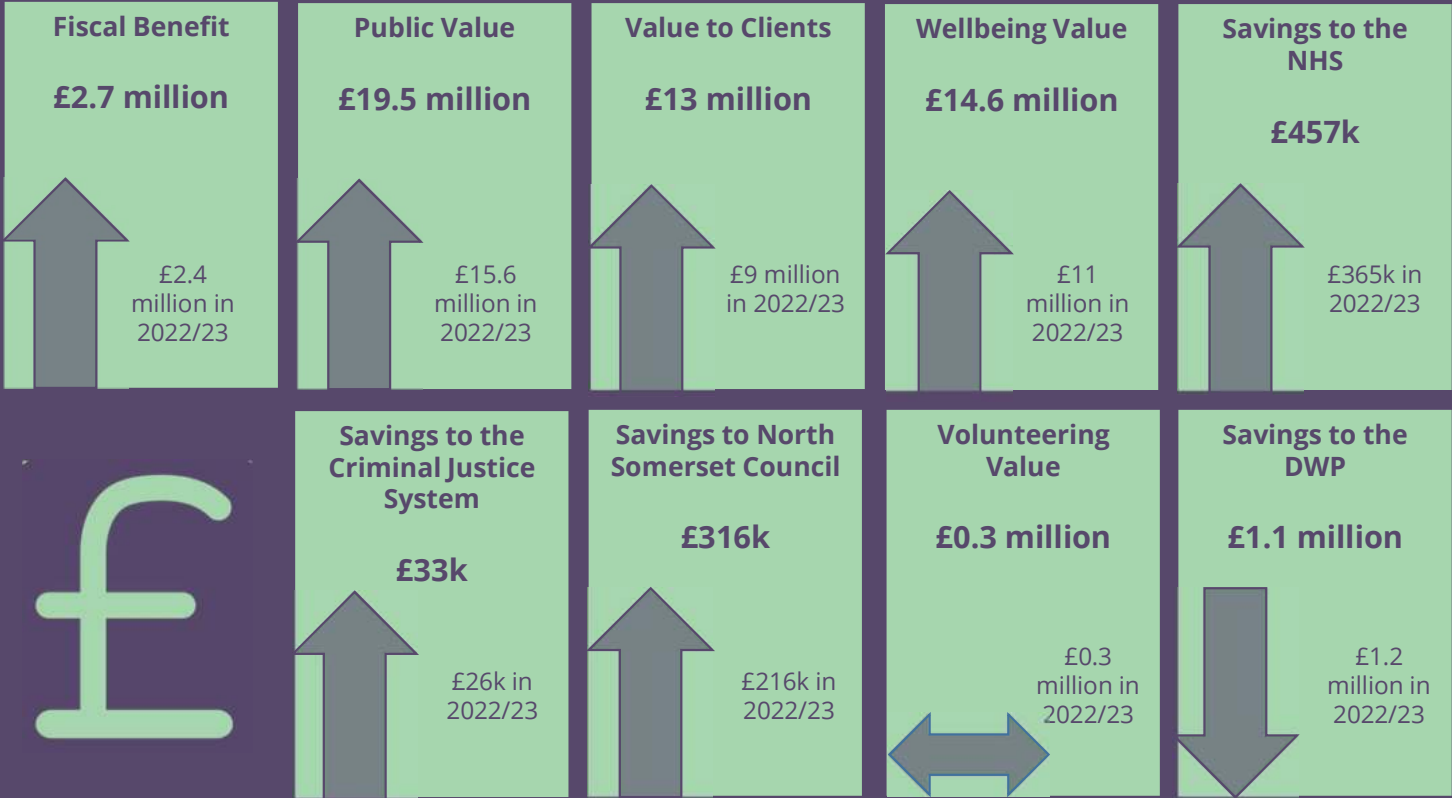 Fiscal Benefit
£2.7 million
£2.4
million in
2022/23
Public Value
£19.5 million
£15.6
million in
2022/23
Value to Clients
£13 million
£9 million
in 2022/23
Wellbeing Value
£14.6 million
£11
million in
2022/23
Savings to the
NHS
£457k
£365k in
2022/23
£
Savings to the
Criminal Justice
System
£33k
£26k in
2022/23
Savings to North
Somerset Council
£316k
£216k in
2022/23
Volunteering
Value
£0.3 million
£0.3
million in
2022/23
Savings to the
DWP
£1.1 million
£1.2
million in
2022/23